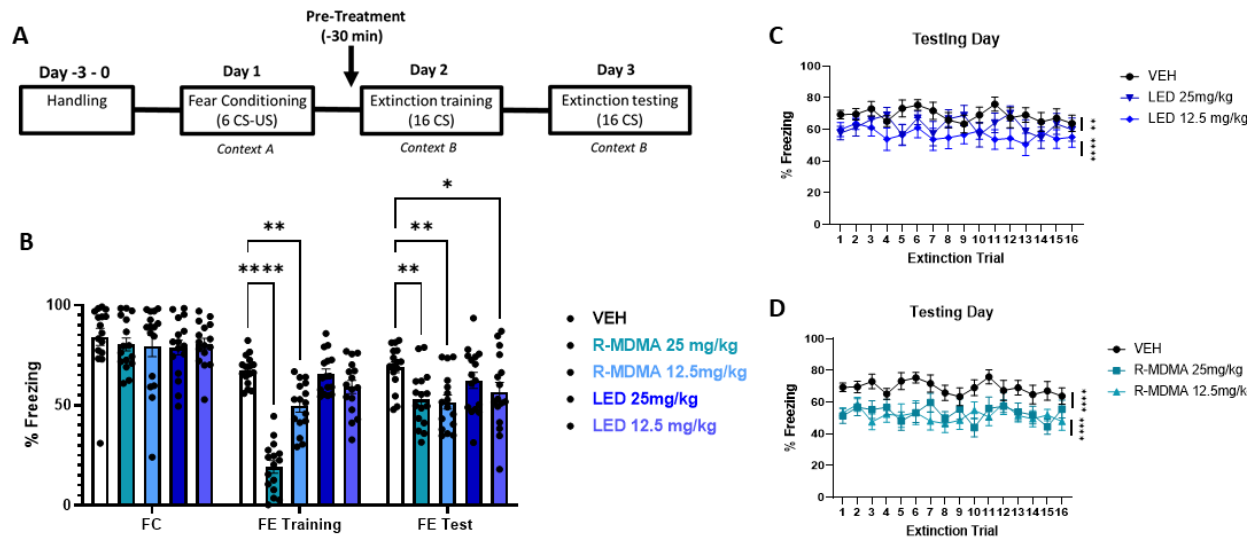 A
Pre-Treatment
(-30 min)
Day -3 - 0
Day 1
Day 2
Day 3
Handling
Fear Conditioning
(6 CS-US)
Extinction training
(16 CS)
Extinction testing
(16 CS)
Context A
Context B
Context B
B
% Freezing
100
50
0
FC
FE Training
FE Test
****
**
**
**
*
VEH
R-MDMA 25 mg/kg
R-MDMA 12.5mg/kg
LED 25mg/kg
LED 12.5 mg/kg
C
Testing Day
% Freezing
100
80
60
40
20
0
1 2 3 4 5 6 7 8 9 10 11 12 13 14 15 16
Extinction Trial
VEH
LED 25mg/kg
LED 12.5 mg/kg
**
****
D
Testing Day
% Freezing
100
80
60
40
20
0
1 2 3 4 5 6 7 8 9 10 11 12 13 14 15 16
Extinction Trial
VEH
R-MDMA 25mg/kg
R-MDMA 12.5mg/k
****
****